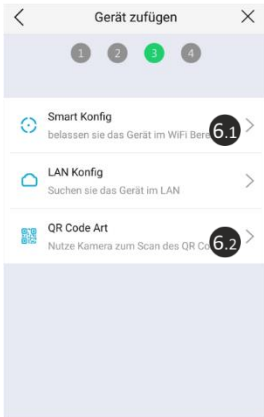 Gerät zufügen
1 2 3 4
Smart Konfig
belassen sie das Gerät im WiFi Bere
6.1
LAN Konfig
Suchen sie das Gerät im LAN
QR Code Art
Nutze Kamera zum Scan des QR Co
6.2